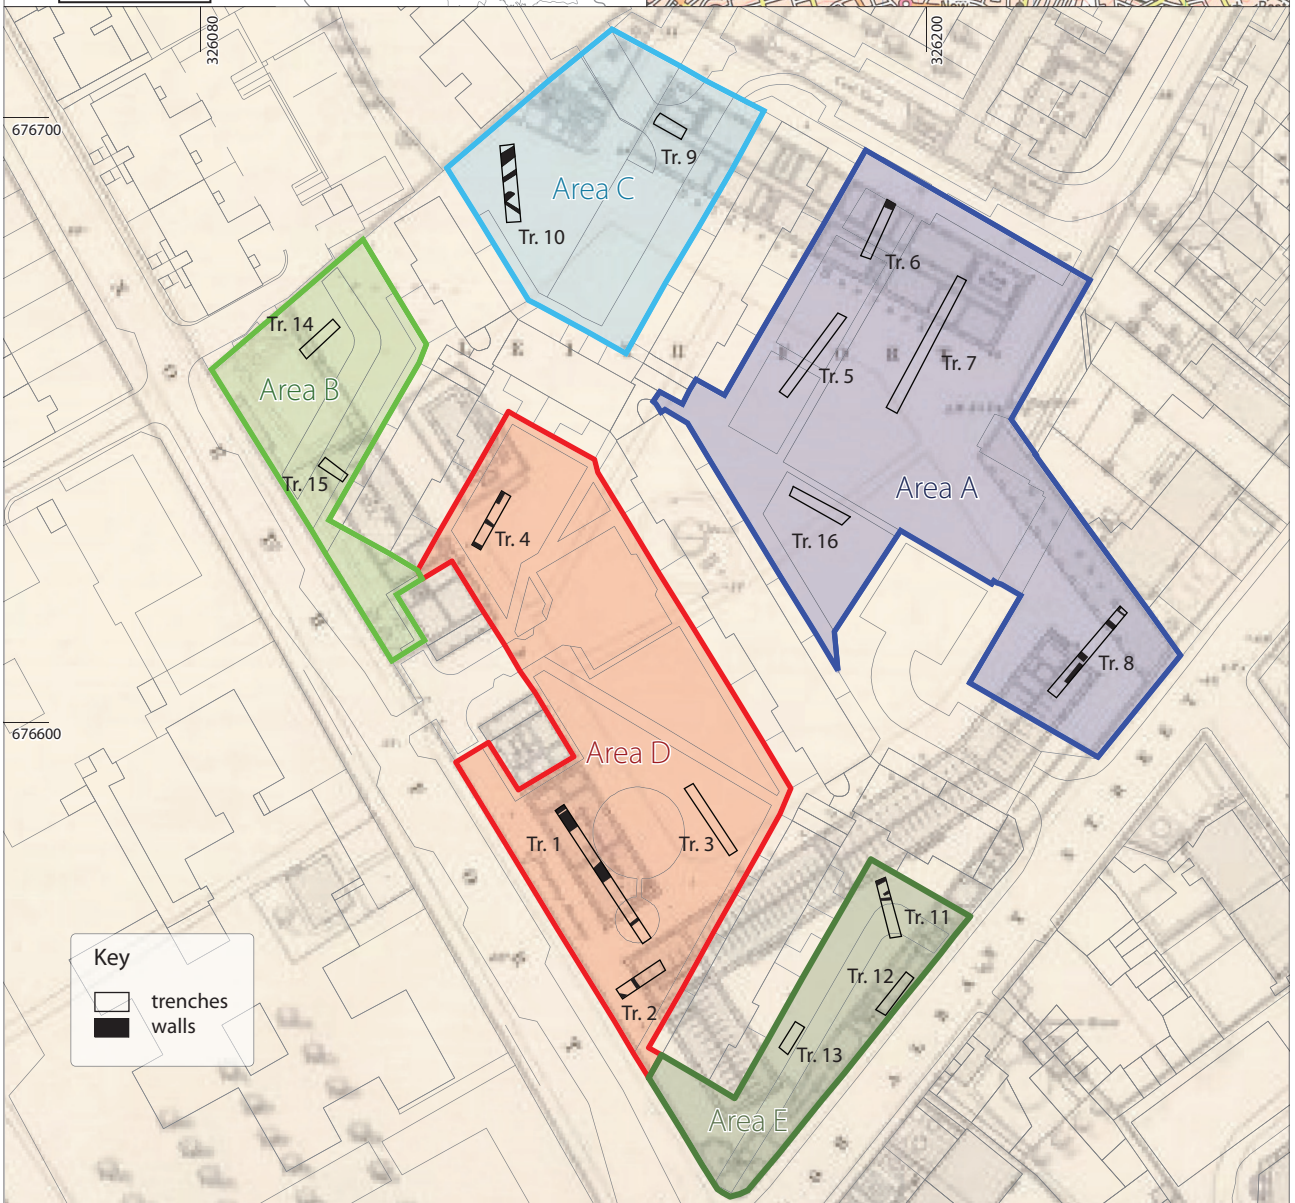 326080
326200
676700
Tr. 9
Area C
Tr. 10
Tr. 6
Tr. 14
Tr. 7
Tr. 5
Area B
Tr. 15
Area A
Tr. 4
Tr. 16
Tr. 8
676600
Area D
Tr. 1
Tr. 3
Tr. 11
Key
Tr. 12
trenches
Tr. 2
walls
Tr. 13
Area E